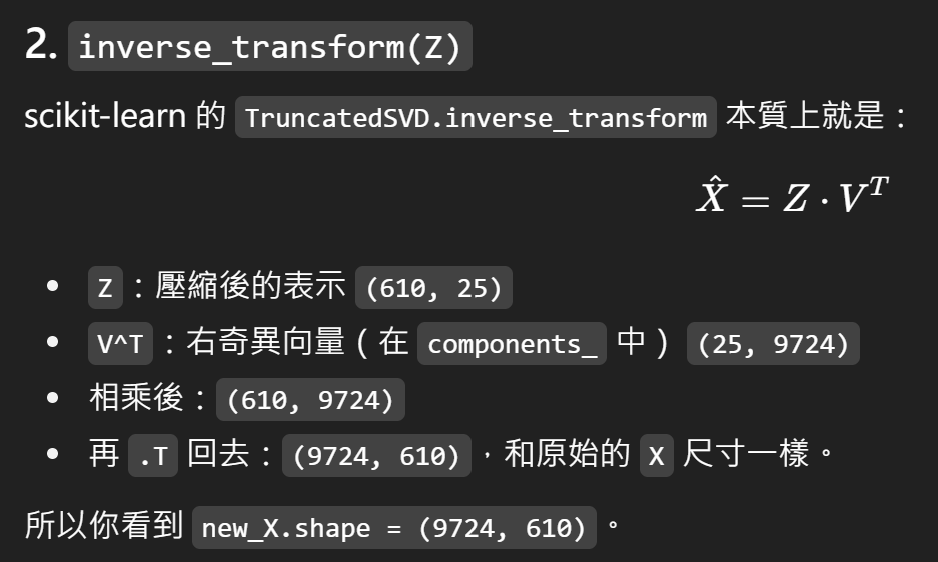 2. inverse_transform(Z)
scikit-learn 的 TruncatedSVD.inverse_transform 本質上就是：
X̂ = Z · V^T
• Z：壓縮後的表示 (610, 25)
• V^T：右奇異向量（在 components_ 中） (25, 9724)
• 相乘後：(610, 9724)
• 再 .T 回去：(9724, 610)，和原始的 X 尺寸一樣。
所以你看到 new_X.shape = (9724, 610)。